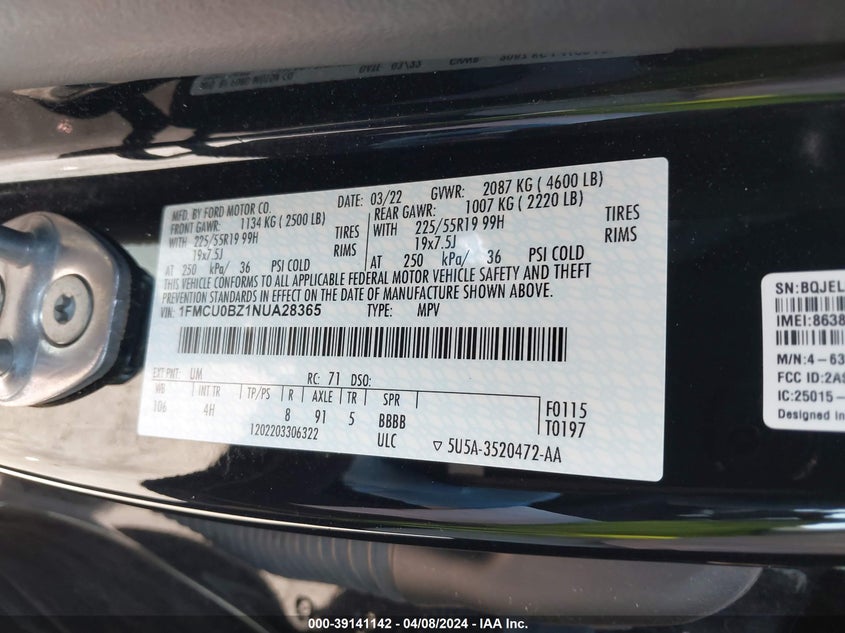 MFD. BY FORD MOTOR CO. DATE: 03/22 GVWR: 2087 KG ( 4600 LB)
FRONT GAWR: 1134 KG ( 2500 LB) REAR GAWR: 1007 KG ( 2220 LB)
WITH 225/55R19 99H TIRES WITH 225/55R19 99H TIRES
19x7.5J RIMS 19x7.5J RIMS
AT 250 kPa/ 36 PSI COLD AT 250 kPa/ 36 PSI COLD
THIS VEHICLE CONFORMS TO ALL APPLICABLE FEDERAL MOTOR VEHICLE SAFETY AND THEFT
PREVENTION STANDARDS IN EFFECT ON THE DATE OF MANUFACTURE SHOWN ABOVE.
VIN: 1FMCU0BZ1NUA28365 TYPE: MPV
EXT PNT: UM RC: 71 DSO:
WB INT TR TP/PS R AXLE TR SPR
106 4H 8 91 5 BBBB F0115
1202203306322 ULC T0197
▽ 5U5A-3520472-AA
SN:BQJEL
IMEI:8638
M/N:4-63
FCC ID:2A
IC:25015-
Designed in
000-39141142 - 04/08/2024 - IAA Inc.